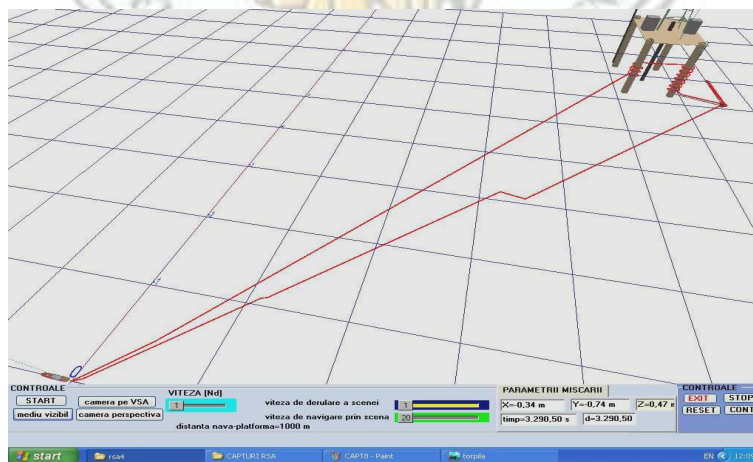 0
CONTROALE
START
camera pe VSA
mediu vizibil
camera perspectiva
VITEZA [Nd]
1
distanta nava-platforma=1000 m
viteza de derulare a scenei
1
viteza de navigare prin scena
20
PARAMETRII MISCARII
X=-0,34 m
Y=-0,74 m
Z=0,47
timp=3.290,50 s
d=3.290,50
CONTROALE
EXIT
STOP
RESET
CONT
start
rsa4
CAPTURI RSA
CAPT8 - Paint
torpila
EN